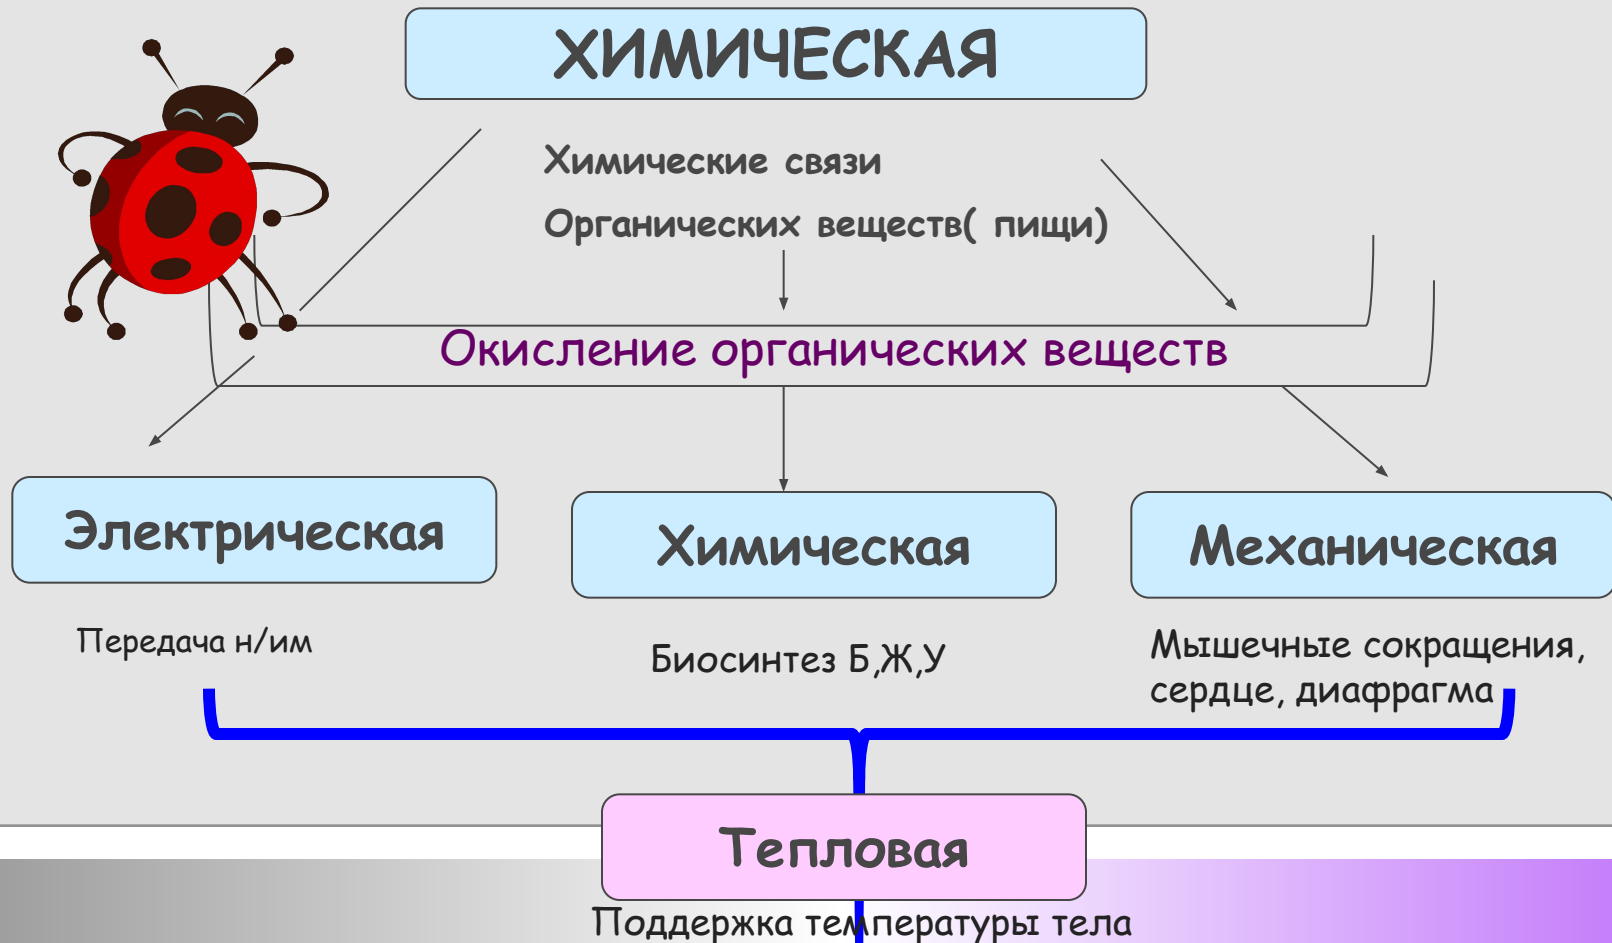 ХИМИЧЕСКАЯ
Химические связи
Органических веществ( пищи)
Окисление органических веществ
Электрическая
Химическая
Механическая
Передача н/им
Биосинтез Б,Ж,У
Мышечные сокращения,
сердце, диафрагма
Тепловая
Поддержка температуры тела